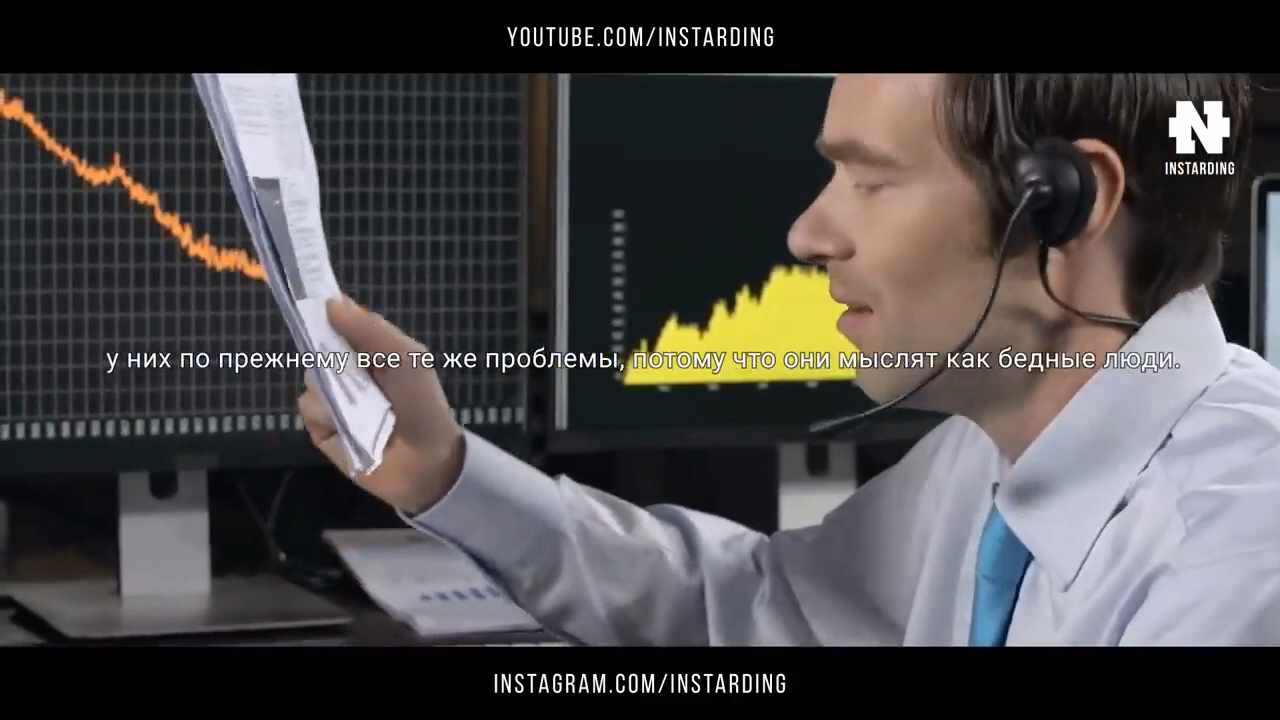 YOUTUBE.COM/INSTARDING
N
INSTARDING
у них по прежнему все те же проблемы, потому что они мыслят как бедные люди.
INSTAGRAM.COM/INSTARDING